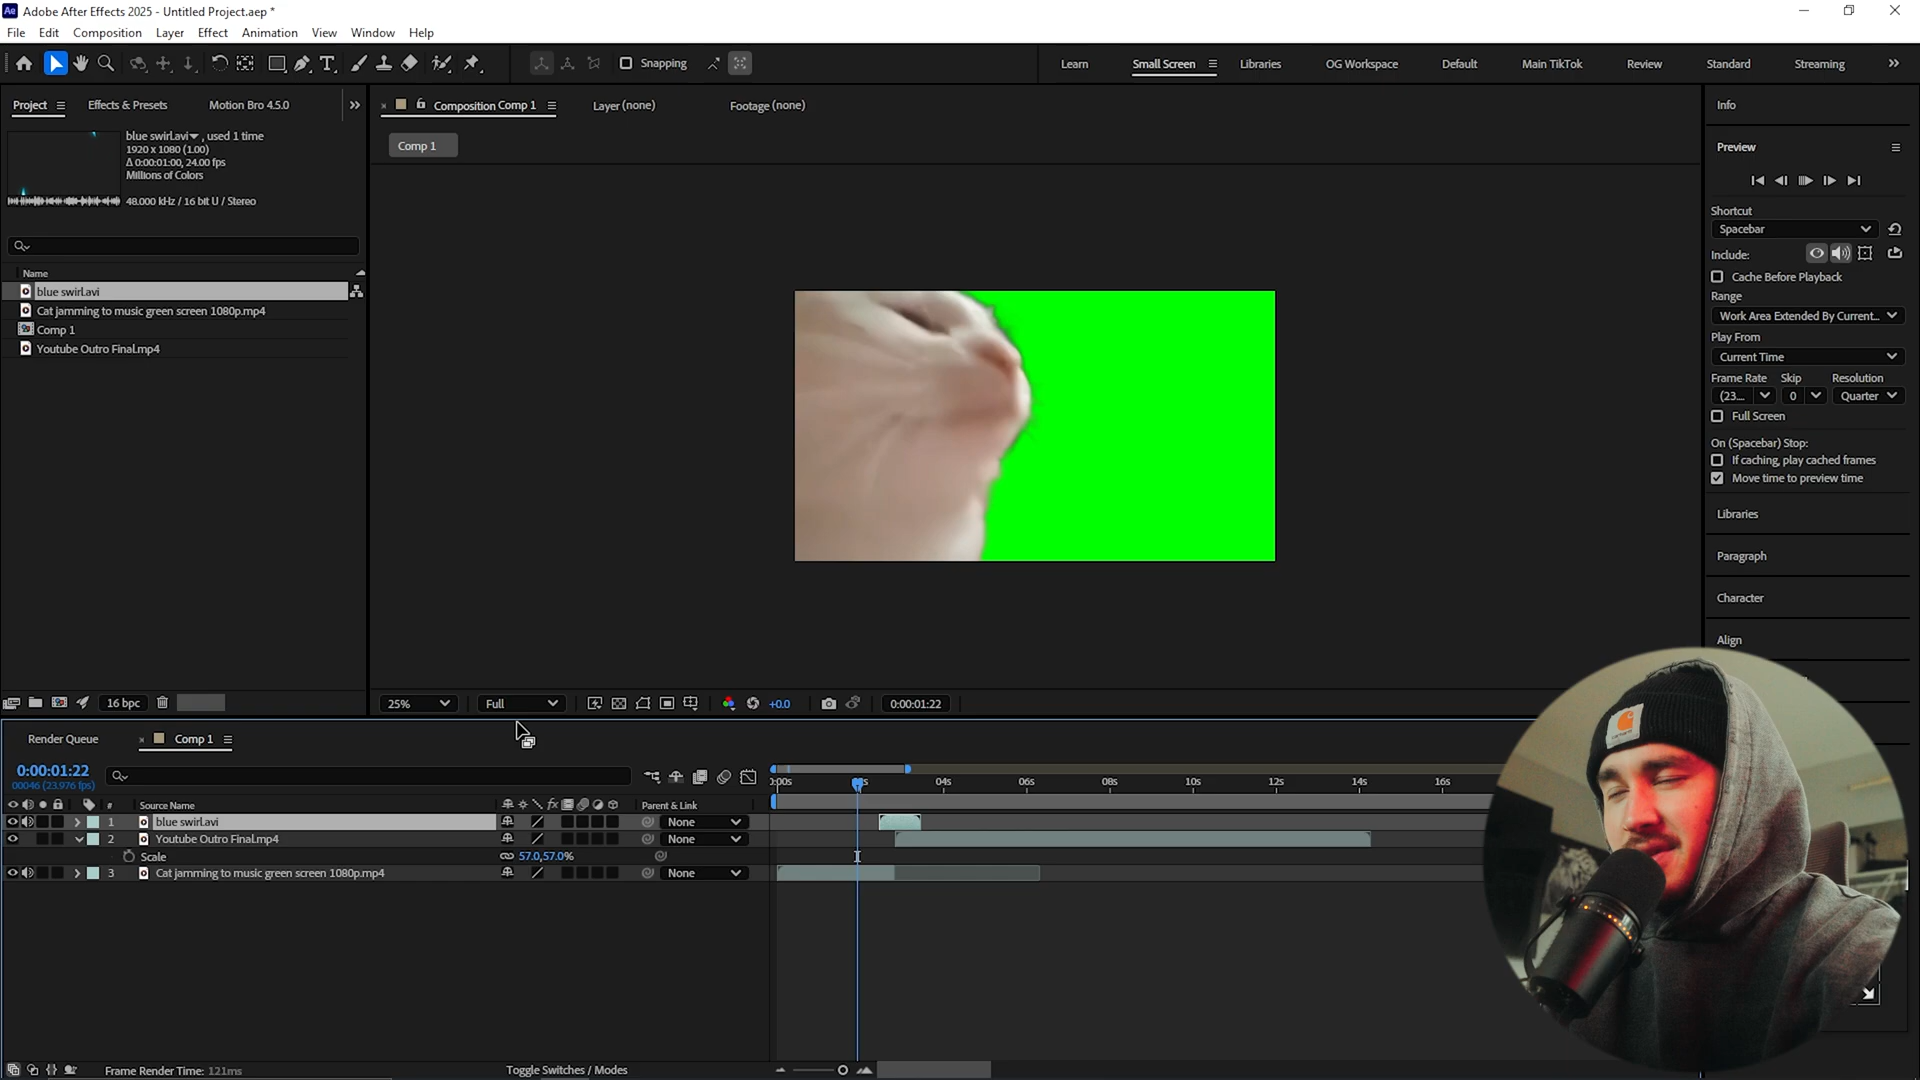 Adobe After Effects 2025 - Untitled Project.aep *
File Edit Composition Layer Effect Animation View Window Help
Snapping
Learn Small Screen Libraries OG Workspace Default Main TikTok Review Standard Streaming
Project Effects & Presets Motion Bro 4.5.0
Composition Comp 1 Layer (none) Footage (none)
Info
blue swirl.avi , used 1 time
1920 x 1080 (1.00)
Δ 0:00:01:00, 24.00 fps
Millions of Colors
48.000 kHz / 16 bit U / Stereo
Comp 1
Name
blue swirl.avi
Cat jamming to music green screen 1080p.mp4
Comp 1
Youtube Outro Final.mp4
Preview
Shortcut
Spacebar
Include:
Cache Before Playback
Range
Work Area Extended By Current...
Play From
Current Time
Frame Rate Skip Resolution
(23... 0 Quarter
Full Screen
On (Spacebar) Stop:
If caching, play cached frames
Move time to preview time
Libraries
Paragraph
Character
Align
16 bpc
25% Full +0.0 0:00:01:22
Render Queue Comp 1
0:00:01:22
00046 (23.976 fps)
04s 06s 08s 10s 12s 14s 16s
# Source Name fx Parent & Link
1 blue swirl.avi None
2 Youtube Outro Final.mp4 None
Scale 57.0,57.0%
3 Cat jamming to music green screen 1080p.mp4 None
Frame Render Time: 121ms
Toggle Switches / Modes